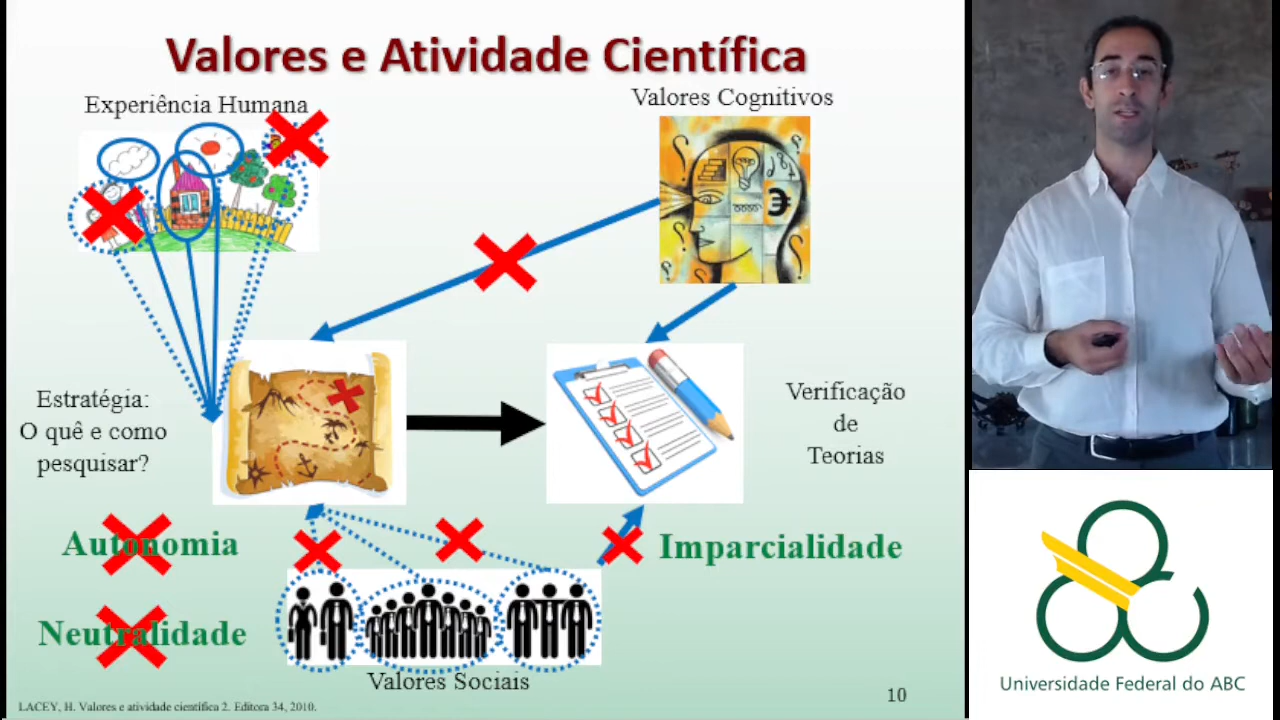 Valores e Atividade Científica
Experiência Humana
Valores Cognitivos
Estratégia:
O quê e como
pesquisar?
Verificação
de
Teorias
Autonomia
Imparcialidade
Neutralidade
Valores Sociais
LACEY, H. Valores e atividade científica 2. Editora 34, 2010.
10
Universidade Federal do ABC